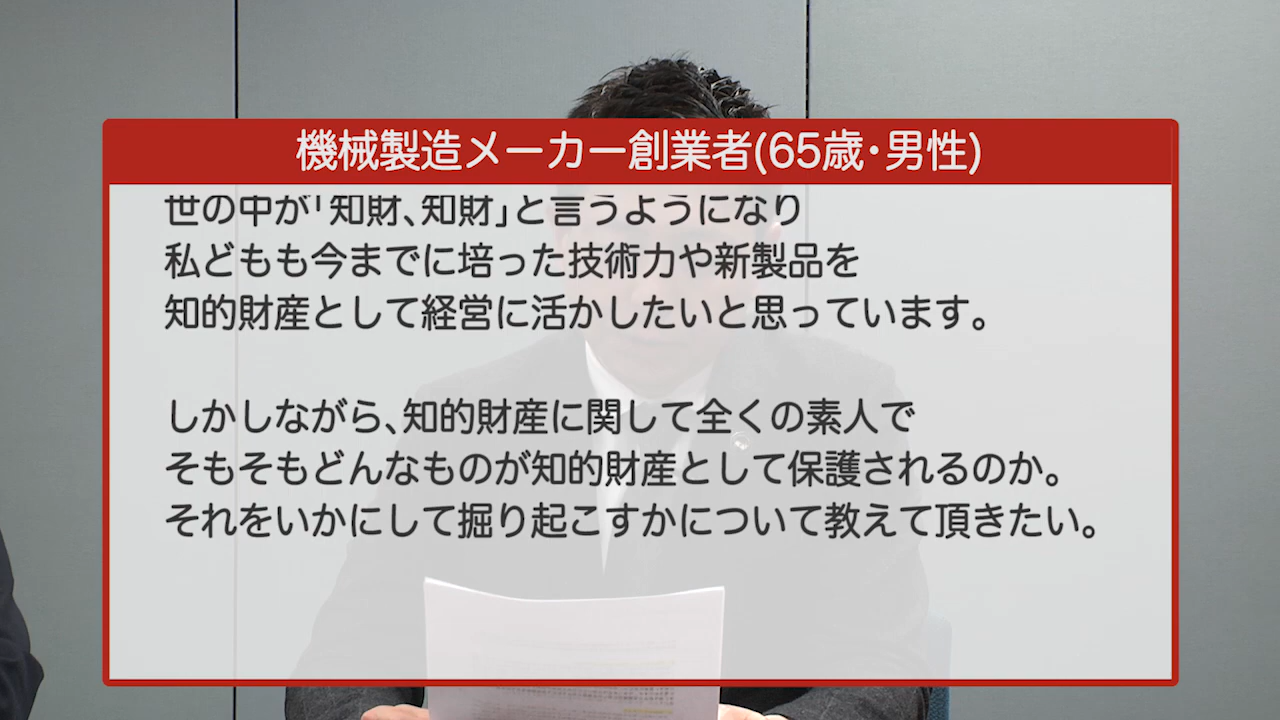 機械製造メーカー創業者(65歳・男性)
世の中が「知財、知財」と言うようになり
私どもも今までに培った技術力や新製品を
知的財産として経営に活かしたいと思っています。
しかしながら、知的財産に関して全くの素人で
そもそもどんなものが知的財産として保護されるのか。
それをいかにして掘り起こすかについて教えて頂きたい。